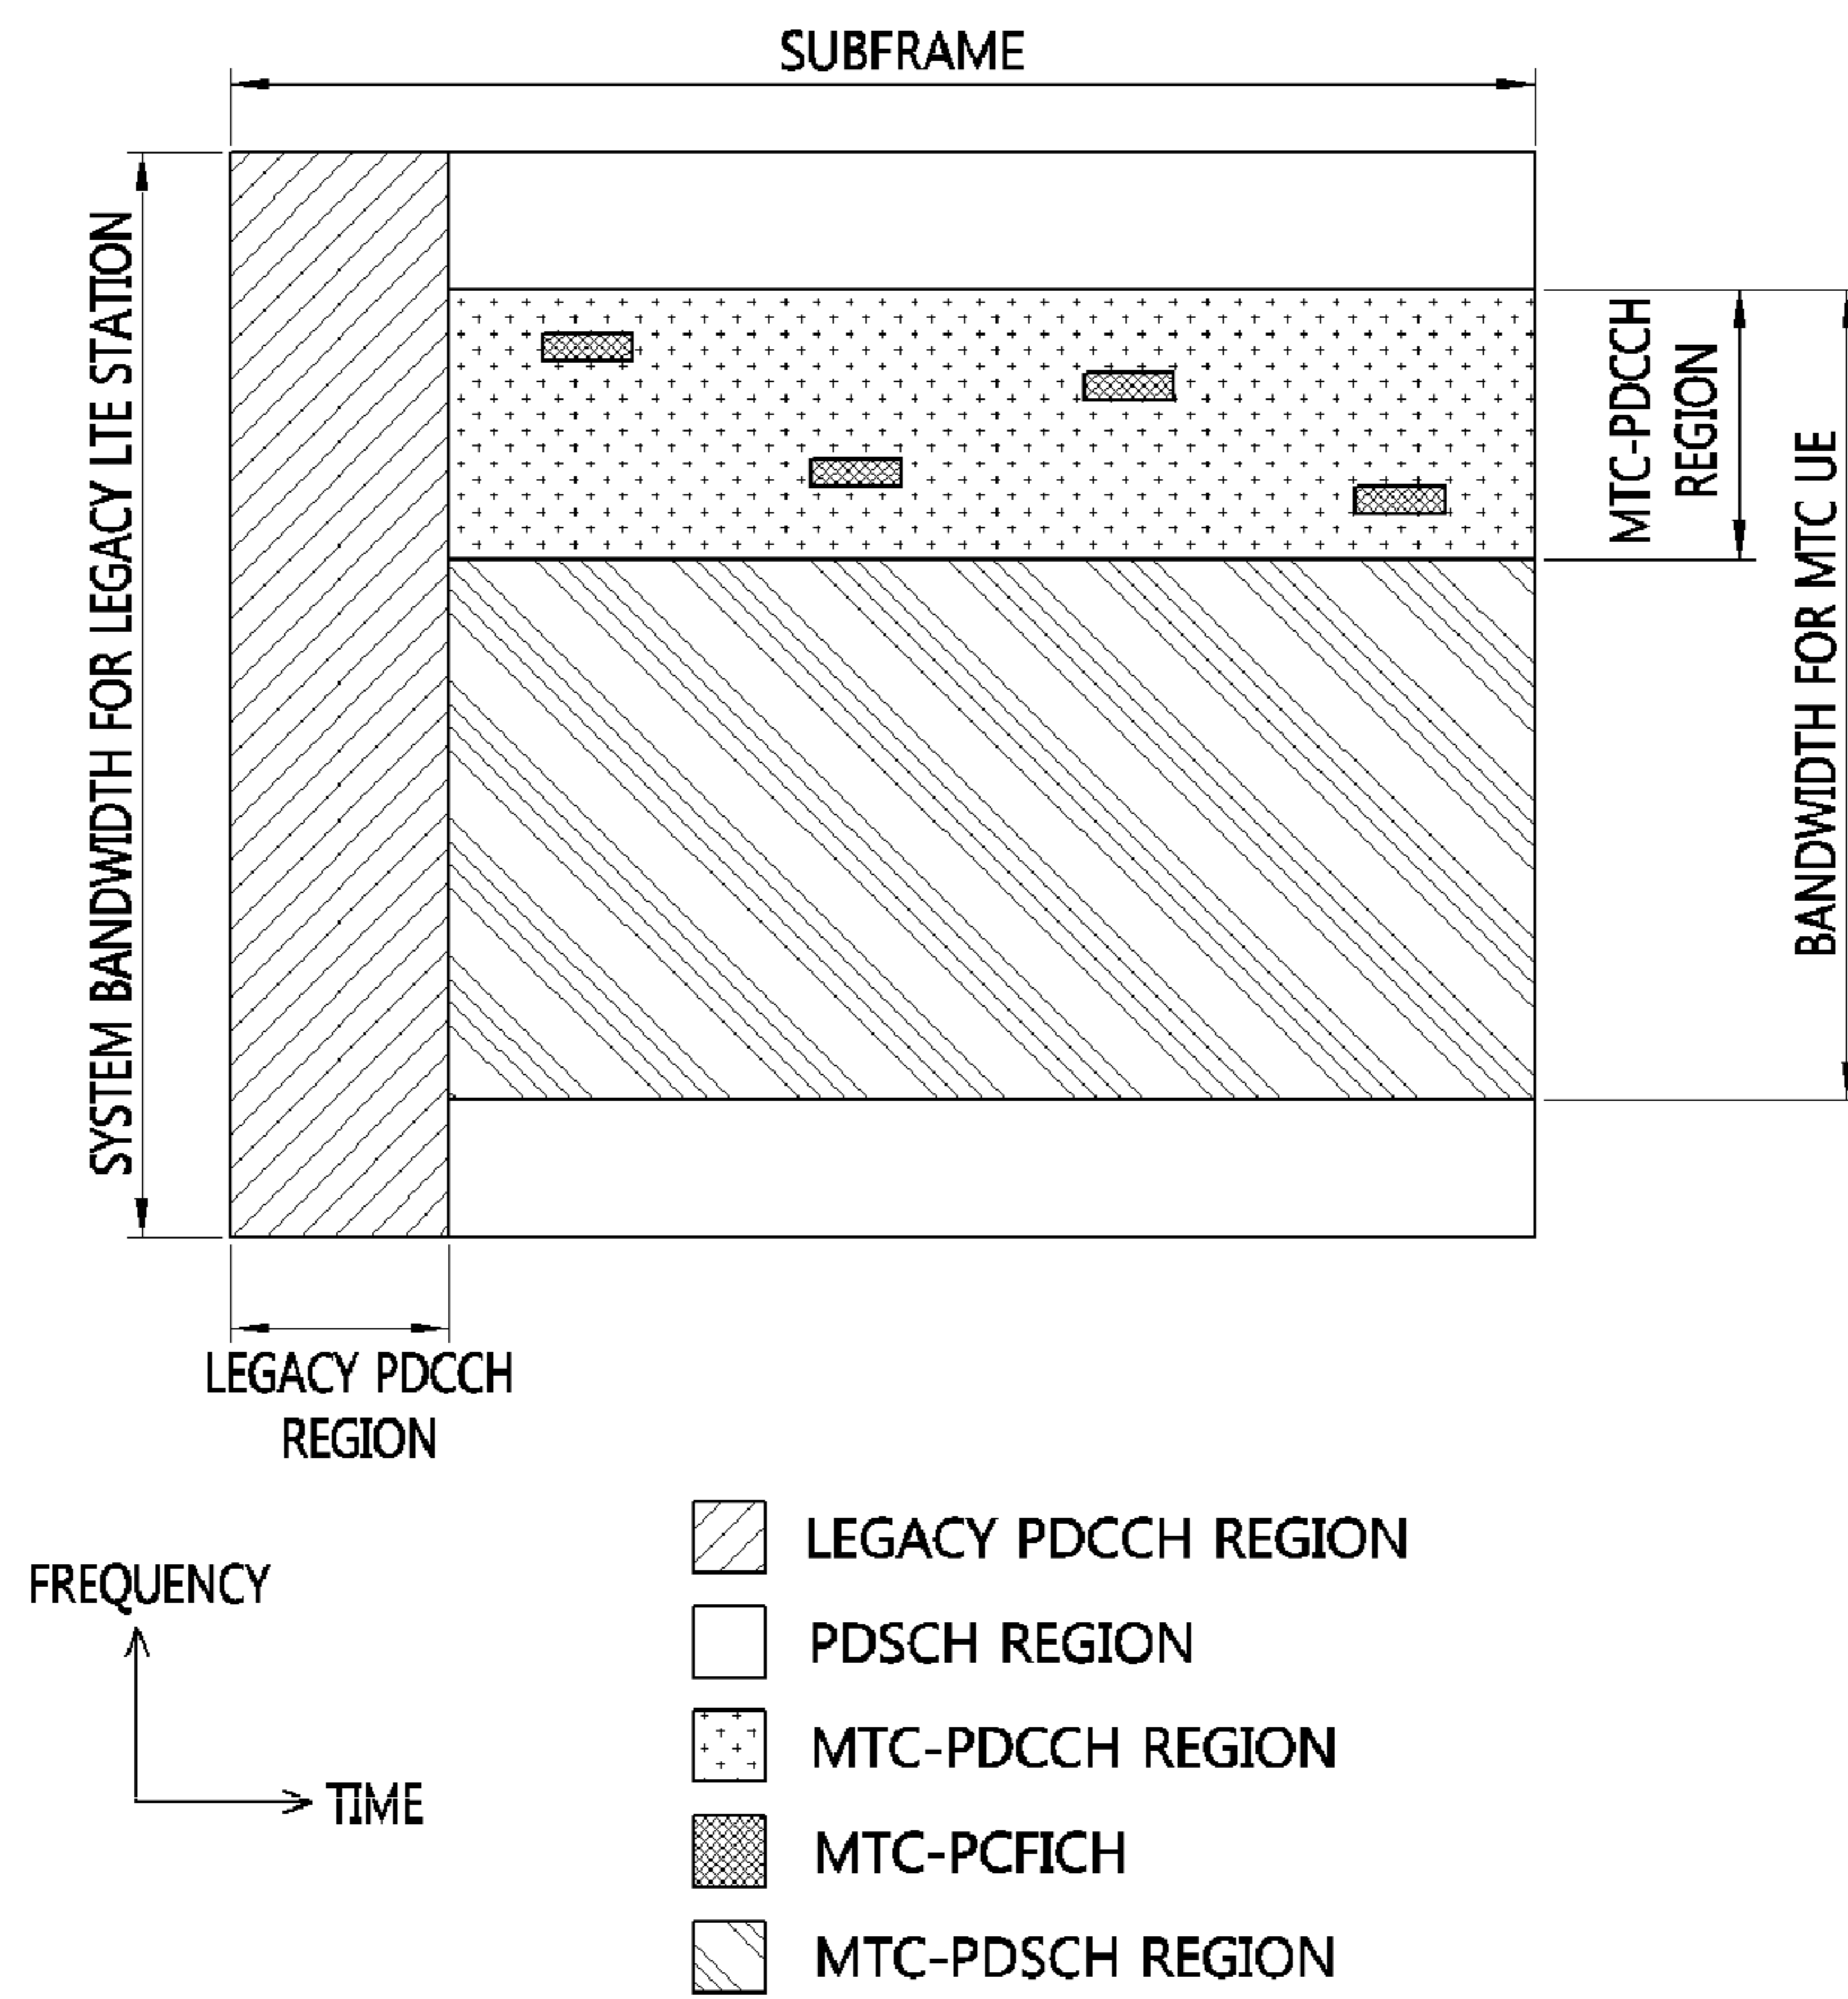 SUBFRAME
SYSTEM BANDWIDTH FOR LEGACY LTE STATION
MTC-PDCCH
REGION
BANDWIDTH FOR MTC UE
LEGACY PDCCH
REGION
FREQUENCY
TIME
LEGACY PDCCH REGION
PDSCH REGION
MTC-PDCCH REGION
MTC-PCFICH
MTC-PDSCH REGION